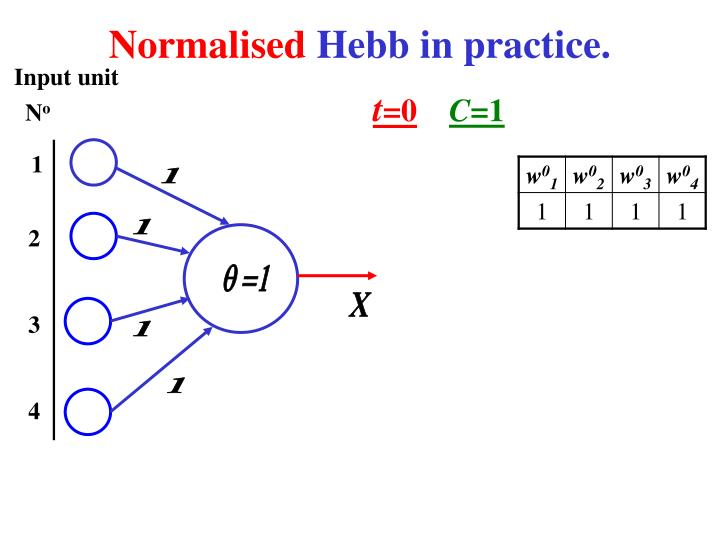 Normalised Hebb in practice.
Input unit
Nº
t=0 C=1
w⁰₁ w⁰₂ w⁰₃ w⁰₄
1 1 1 1
1
1
2
1
θ=1
X
3
1
1
4